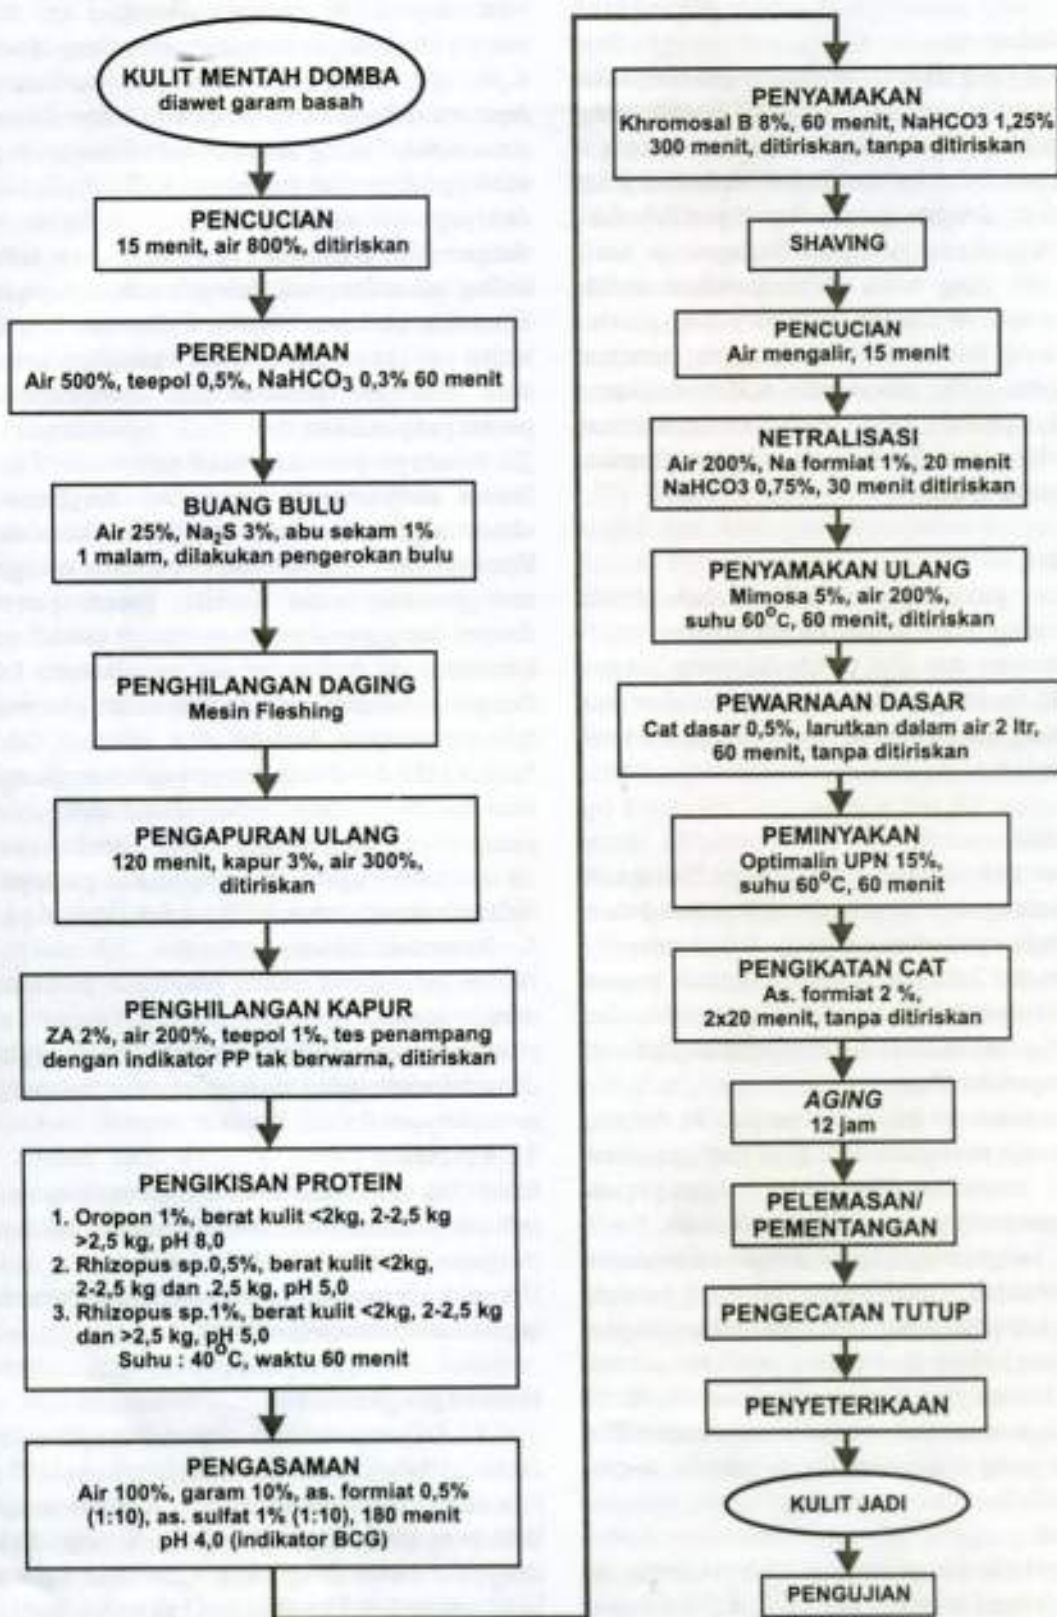 KULIT MENTAH DOMBA
diawet garam basah
PENCUCIAN
15 menit, air 800%, ditiriskan
PERENDAMAN
Air 500%, teepol 0,5%, NaHCO₃ 0,3% 60 menit
BUANG BULU
Air 25%, Na₂S 3%, abu sekam 1%
1 malam, dilakukan pengerokan bulu
PENGHILANGAN DAGING
Mesin Fleshing
PENGAPURAN ULANG
120 menit, kapur 3%, air 300%,
ditiriskan
PENGHILANGAN KAPUR
ZA 2%, air 200%, teepol 1%, tes penampang
dengan indikator PP tak berwarna, ditiriskan
PENGIKISAN PROTEIN
1. Oropon 1%, berat kulit <2kg, 2-2,5 kg
>2,5 kg, pH 8,0
2. Rhizopus sp.0,5%, berat kulit <2kg,
2-2,5 kg dan .2,5 kg, pH 5,0
3. Rhizopus sp.1%, berat kulit <2kg, 2-2,5 kg
dan >2,5 kg, pH 5,0
Suhu : 40°C, waktu 60 menit
PENGASAMAN
Air 100%, garam 10%, as. formiat 0,5%
(1:10), as. sulfat 1% (1:10), 180 menit
pH 4,0 (indikator BCG)
PENYAMAKAN
Khromosal B 8%, 60 menit, NaHCO3 1,25%
300 menit, ditiriskan, tanpa ditiriskan
SHAVING
PENCUCIAN
Air mengalir, 15 menit
NETRALISASI
Air 200%, Na formiat 1%, 20 menit
NaHCO3 0,75%, 30 menit ditiriskan
PENYAMAKAN ULANG
Mimosa 5%, air 200%,
suhu 60°C, 60 menit, ditiriskan
PEWARNAAN DASAR
Cat dasar 0,5%, larutkan dalam air 2 ltr,
60 menit, tanpa ditiriskan
PEMINYAKAN
Optimalin UPN 15%,
suhu 60°C, 60 menit
PENGIKATAN CAT
As. formiat 2 %,
2x20 menit, tanpa ditiriskan
AGING
12 jam
PELEMASAN/
PEMENTANGAN
PENGECATAN TUTUP
PENYETERIKAAN
KULIT JADI
PENGUJIAN